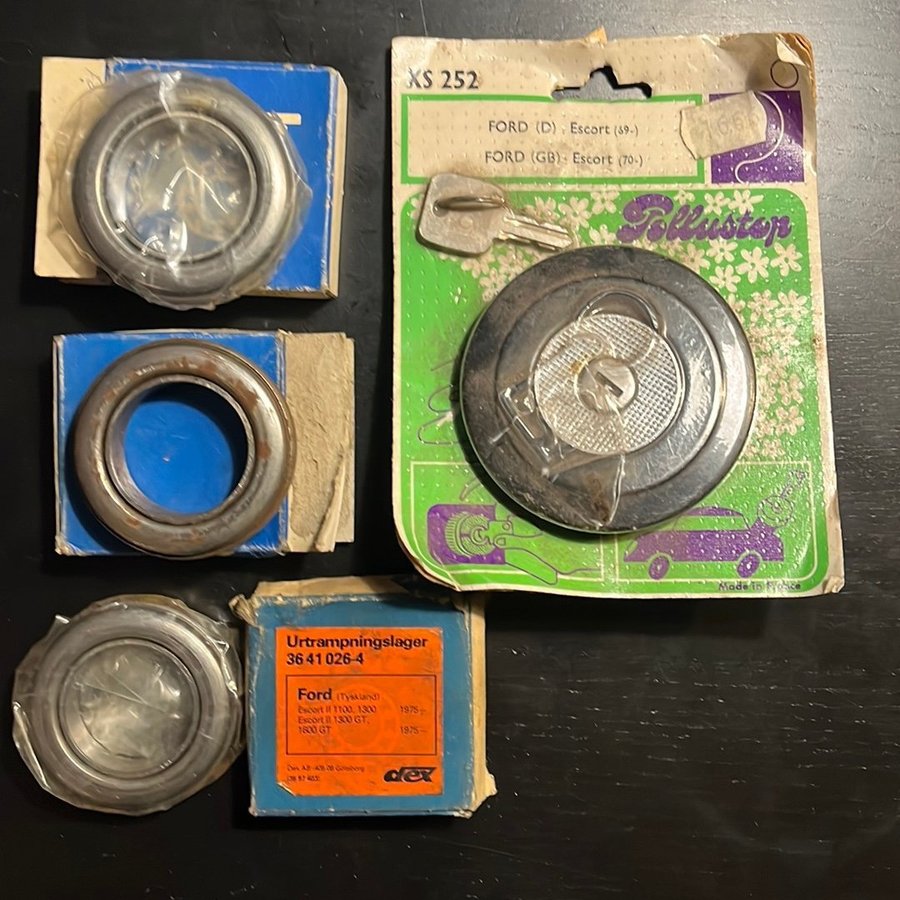 XS 252
FORD (D) - Escort (69-)
FORD (GB) - Escort (70-)
Pollustop
Made in France
Urtrampningslager
36 41 026-4
Ford (Tyskland)
Escort II 1100, 1300 1975-
Escort II 1300 GT,
1600 GT 1975-
dex